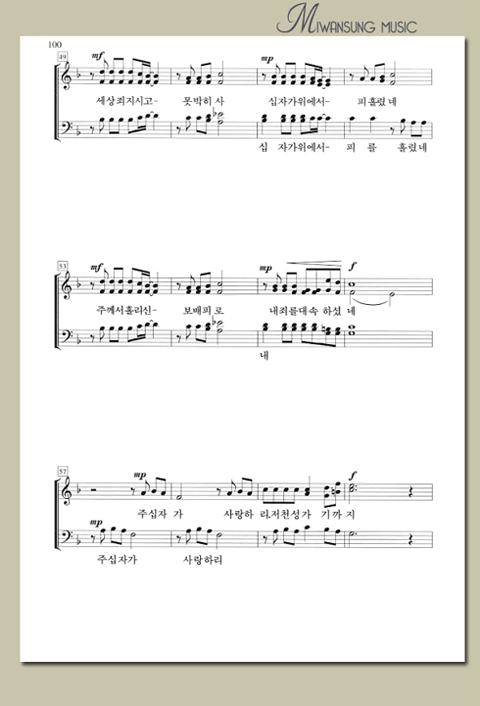 MIWANSUNG MUSIC
100
49
mf
mp
세상죄지시고- 못박히사 십자가위에서- 피흘렸네
십 자가위에서- 피 를 흘렸네
53
mf
mp
f
주께서흘리신- 보배피로 내죄를대속 하셨 네
내
57
mp
f
주십자 가 사랑하 리.저천성가 기까 지
mp
주십자가 사랑하리